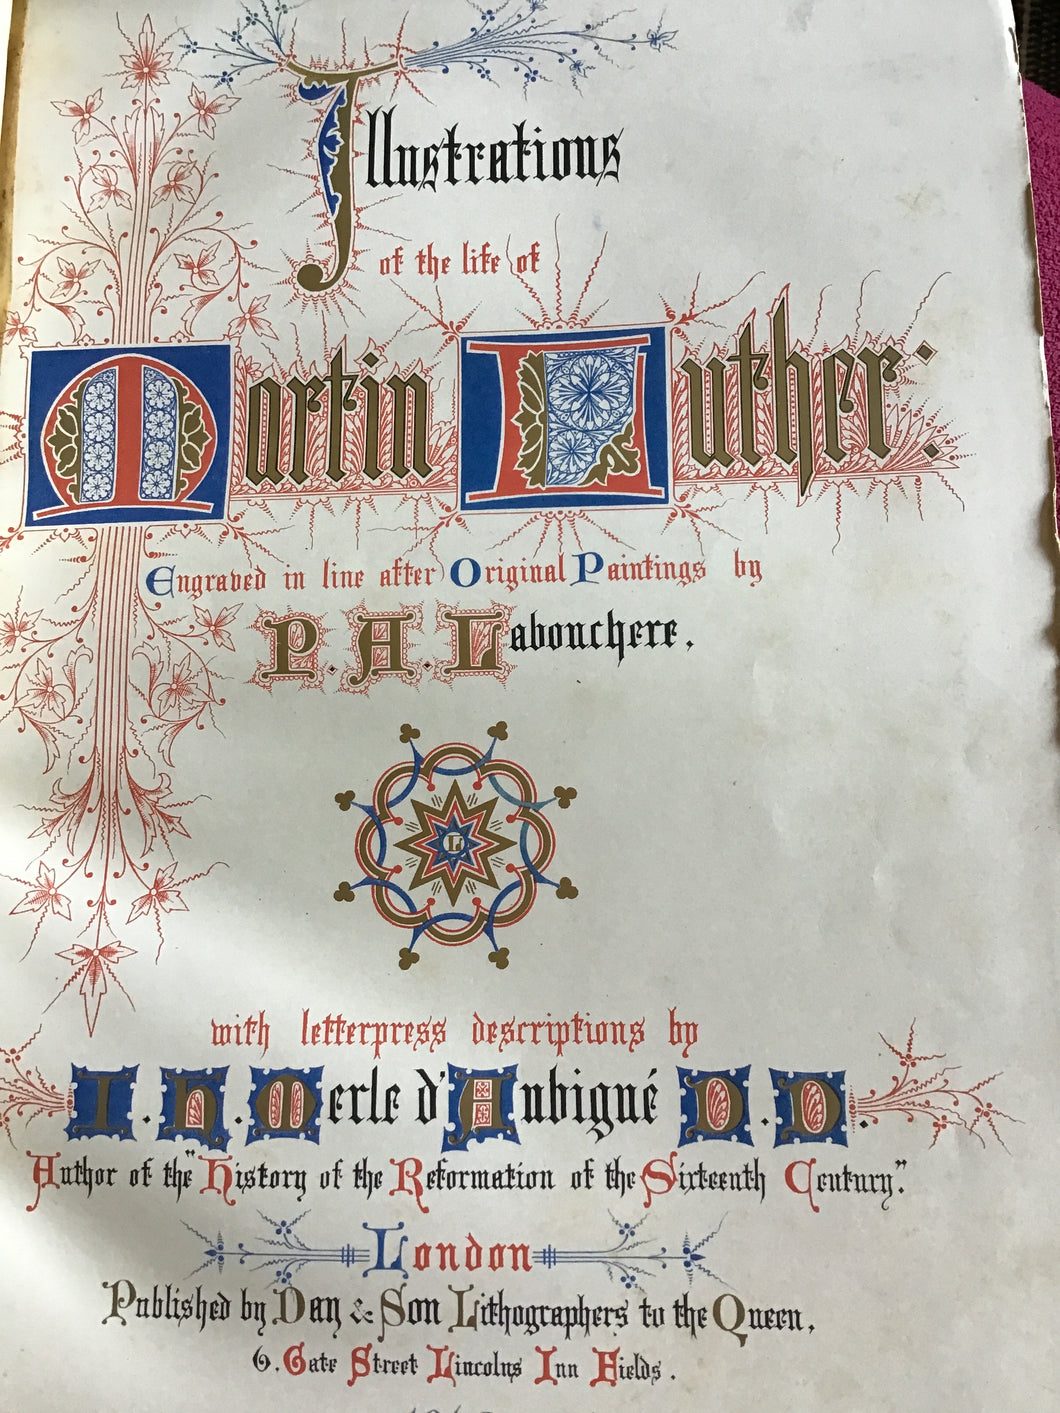 Illustrations
of the life of
Martin Luther:
Engraved in line after Original Paintings by
P. A. Labouchere.
L
with letterpress descriptions by
I. H. Merle d'Aubigné D. D.
Author of the "History of the Reformation of the Sixteenth Century."
London
Published by Day & Son Lithographers to the Queen,
6. Gate Street Lincolns Inn Fields.